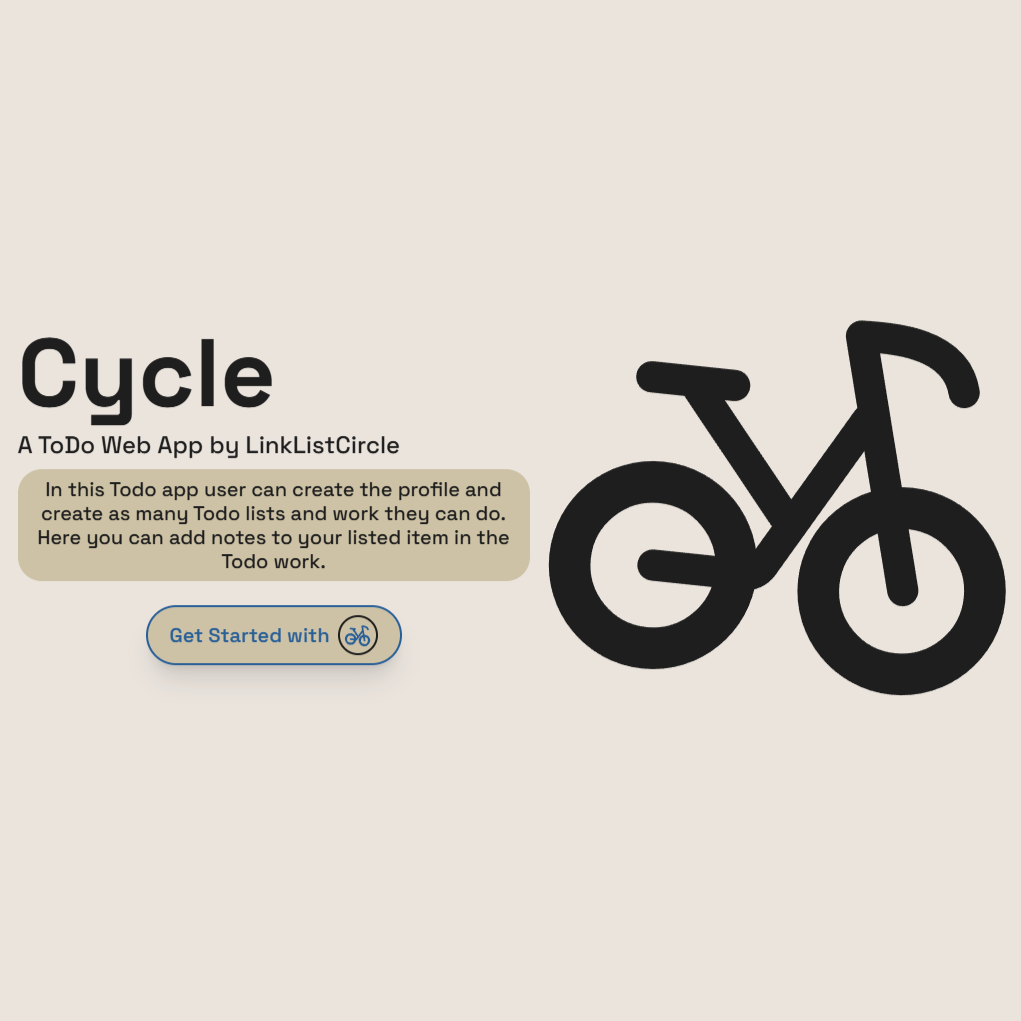 Cycle
A ToDo Web App by LinkListCircle
In this Todo app user can create the profile and
create as many Todo lists and work they can do.
Here you can add notes to your listed item in the
Todo work.
Get Started with